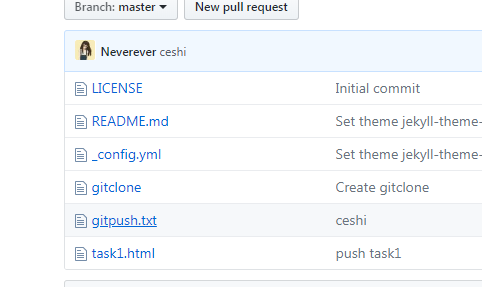 Branch: master New pull request
Neverever ceshi
LICENSE Initial commit
README.md Set theme jekyll-theme-
_config.yml Set theme jekyll-theme-
gitclone Create gitclone
gitpush.txt ceshi
task1.html push task1